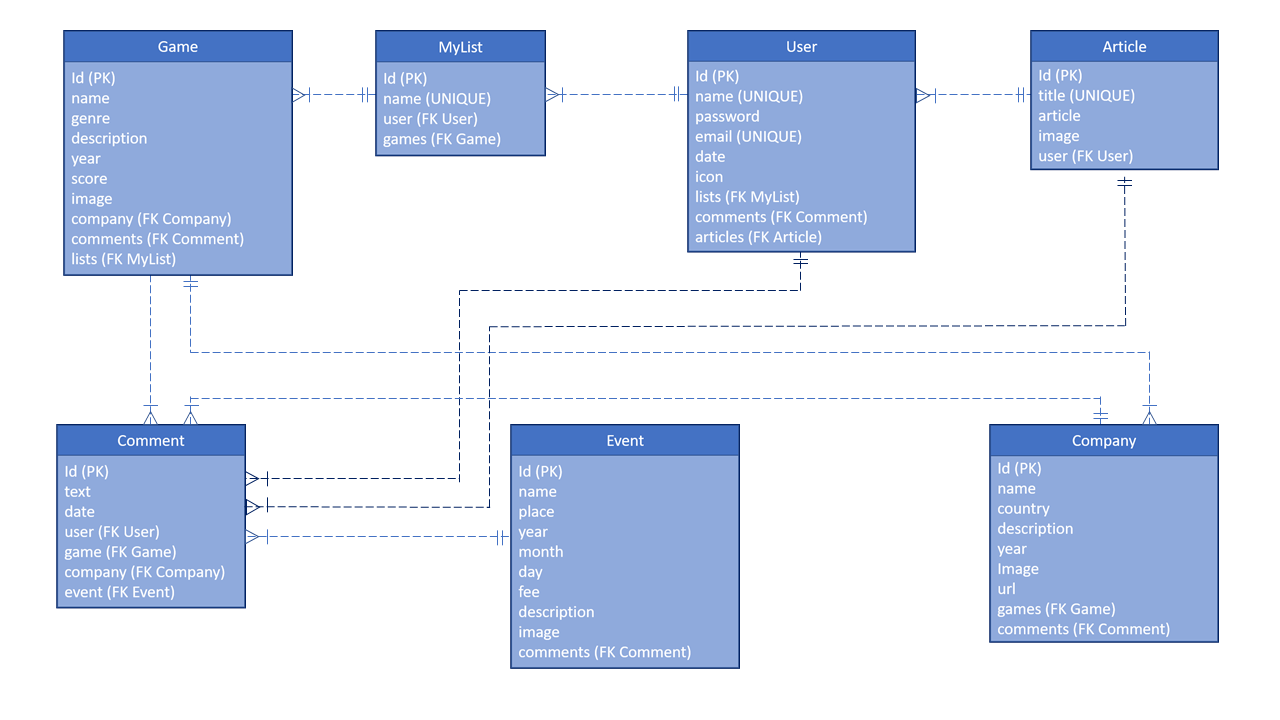 Game
Id (PK)
name
genre
description
year
score
image
company (FK Company)
comments (FK Comment)
lists (FK MyList)
MyList
Id (PK)
name (UNIQUE)
user (FK User)
games (FK Game)
User
Id (PK)
name (UNIQUE)
password
email (UNIQUE)
date
icon
lists (FK MyList)
comments (FK Comment)
articles (FK Article)
Article
Id (PK)
title (UNIQUE)
article
image
user (FK User)
Comment
Id (PK)
text
date
user (FK User)
game (FK Game)
company (FK Company)
event (FK Event)
Event
Id (PK)
name
place
year
month
day
fee
description
image
comments (FK Comment)
Company
Id (PK)
name
country
description
year
Image
url
games (FK Game)
comments (FK Comment)